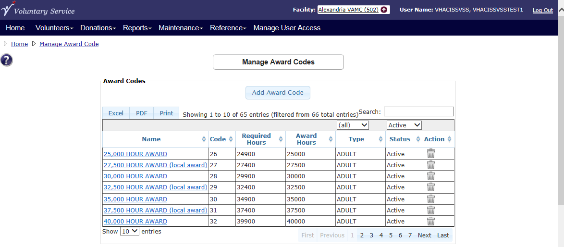 Voluntary Service
Facility: Alexandria VAMC (502) User Name: VHACISSVSS, VHACISSVSSTEST1 Log Out
Home Volunteers Donations Reports Maintenance Reference Manage User Access
Home Manage Award Code
?
Manage Award Codes
Award Codes
Add Award Code
Excel PDF Print Showing 1 to 10 of 65 entries (filtered from 66 total entries) Search:
(all) Active
Name Code Required Hours Award Hours Type Status Action
25,000 HOUR AWARD 26 24900 25000 ADULT Active
27,500 HOUR AWARD (local award) 27 27400 27500 ADULT Active
30,000 HOUR AWARD 28 29900 30000 ADULT Active
32,500 HOUR AWARD (local award) 29 32400 32500 ADULT Active
35,000 HOUR AWARD 30 34900 35000 ADULT Active
37,500 HOUR AWARD (local award) 31 37400 37500 ADULT Active
40,000 HOUR AWARD 32 39900 40000 ADULT Active
Show 10 entries First Previous 1 2 3 4 5 6 7 Next Last